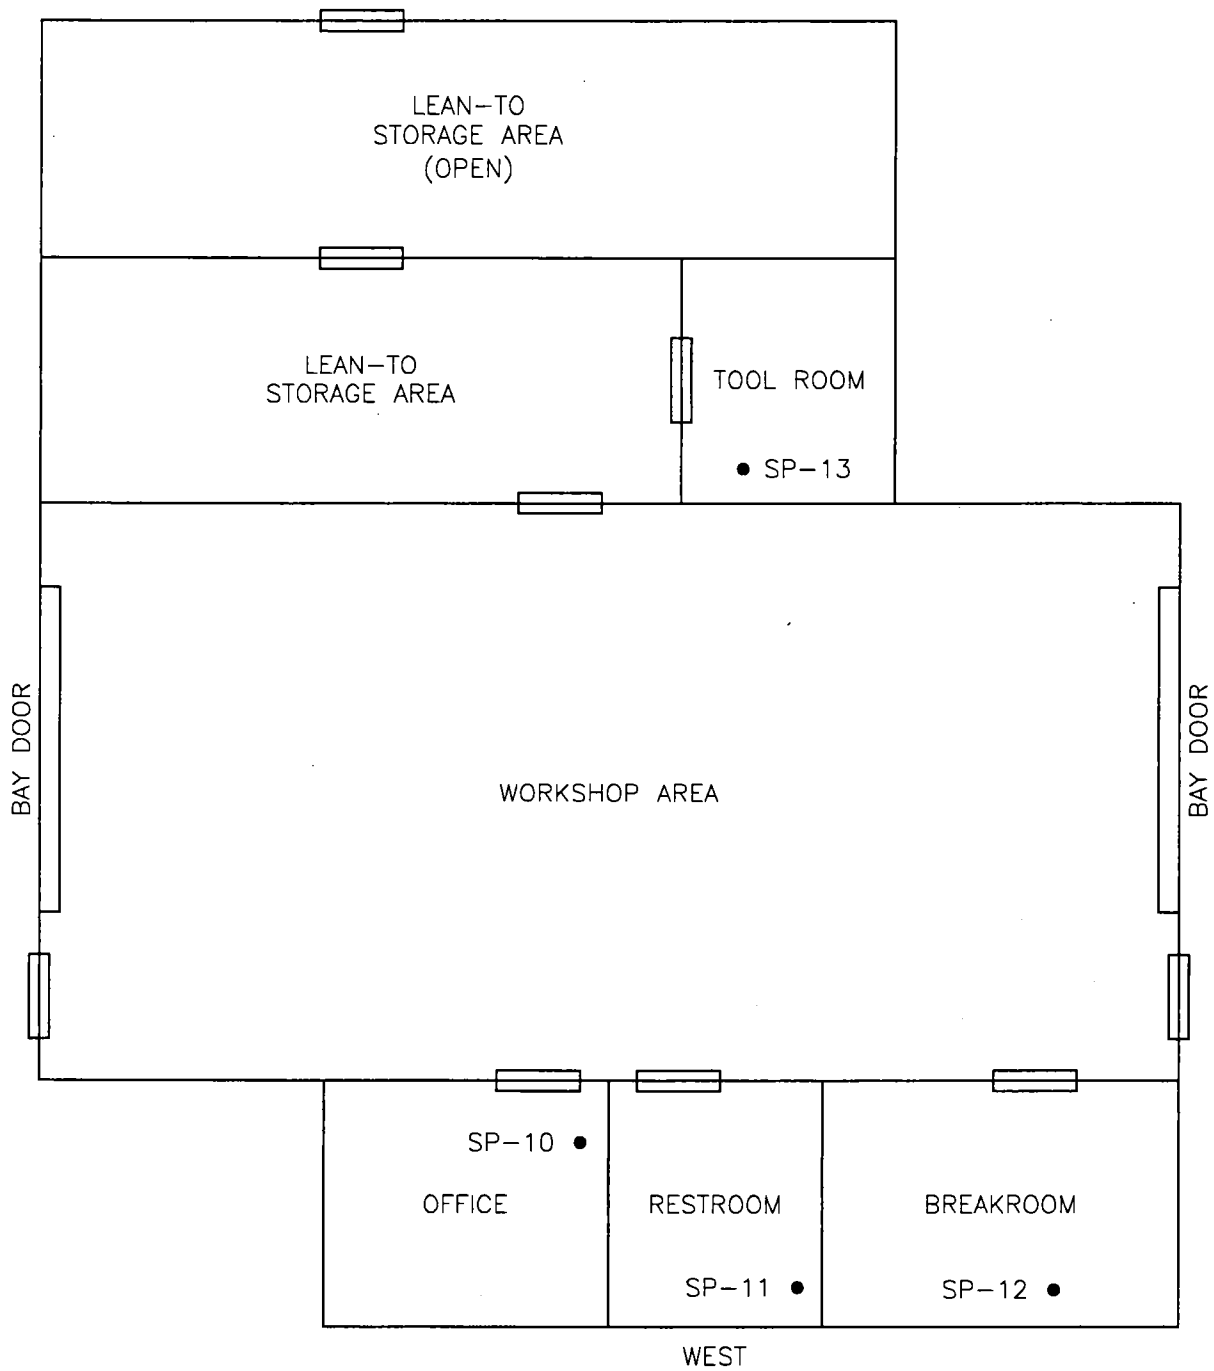 LEAN-TO
STORAGE AREA
(OPEN)
LEAN-TO
STORAGE AREA
TOOL ROOM
SP-13
BAY DOOR
WORKSHOP AREA
BAY DOOR
SP-10
OFFICE
RESTROOM
BREAKROOM
SP-11
SP-12
WEST